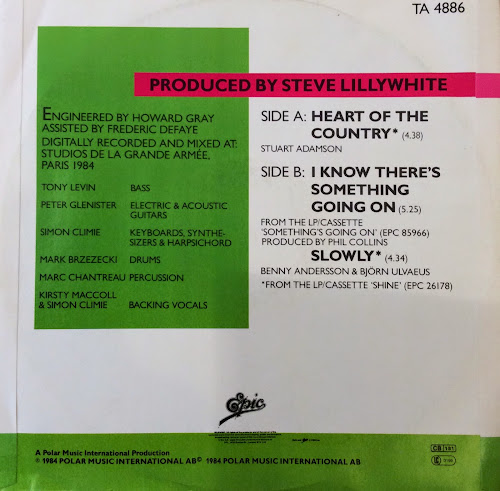 TA 4886
PRODUCED BY STEVE LILLYWHITE
ENGINEERED BY HOWARD GRAY
ASSISTED BY FREDERIC DEFAYE
DIGITALLY RECORDED AND MIXED AT:
STUDIOS DE LA GRANDE ARMÉE,
PARIS 1984
TONY LEVIN BASS
PETER GLENISTER ELECTRIC & ACOUSTIC
GUITARS
SIMON CLIMIE KEYBOARDS, SYNTHE-
SIZERS & HARPSICHORD
MARK BRZEZECKI DRUMS
MARC CHANTREAU PERCUSSION
KIRSTY MACCOLL
& SIMON CLIMIE BACKING VOCALS
SIDE A: HEART OF THE
COUNTRY* (4.38)
STUART ADAMSON
SIDE B: I KNOW THERE'S
SOMETHING
GOING ON (5.25)
FROM THE LP/CASSETTE
'SOMETHING'S GOING ON' (EPC 85966)
PRODUCED BY PHIL COLLINS
SLOWLY* (4.34)
BENNY ANDERSSON & BJÖRN ULVAEUS
*FROM THE LP/CASSETTE 'SHINE' (EPC 26178)
Epic
A Polar Music International Production
℗ 1984 POLAR MUSIC INTERNATIONAL AB © 1984 POLAR MUSIC INTERNATIONAL AB